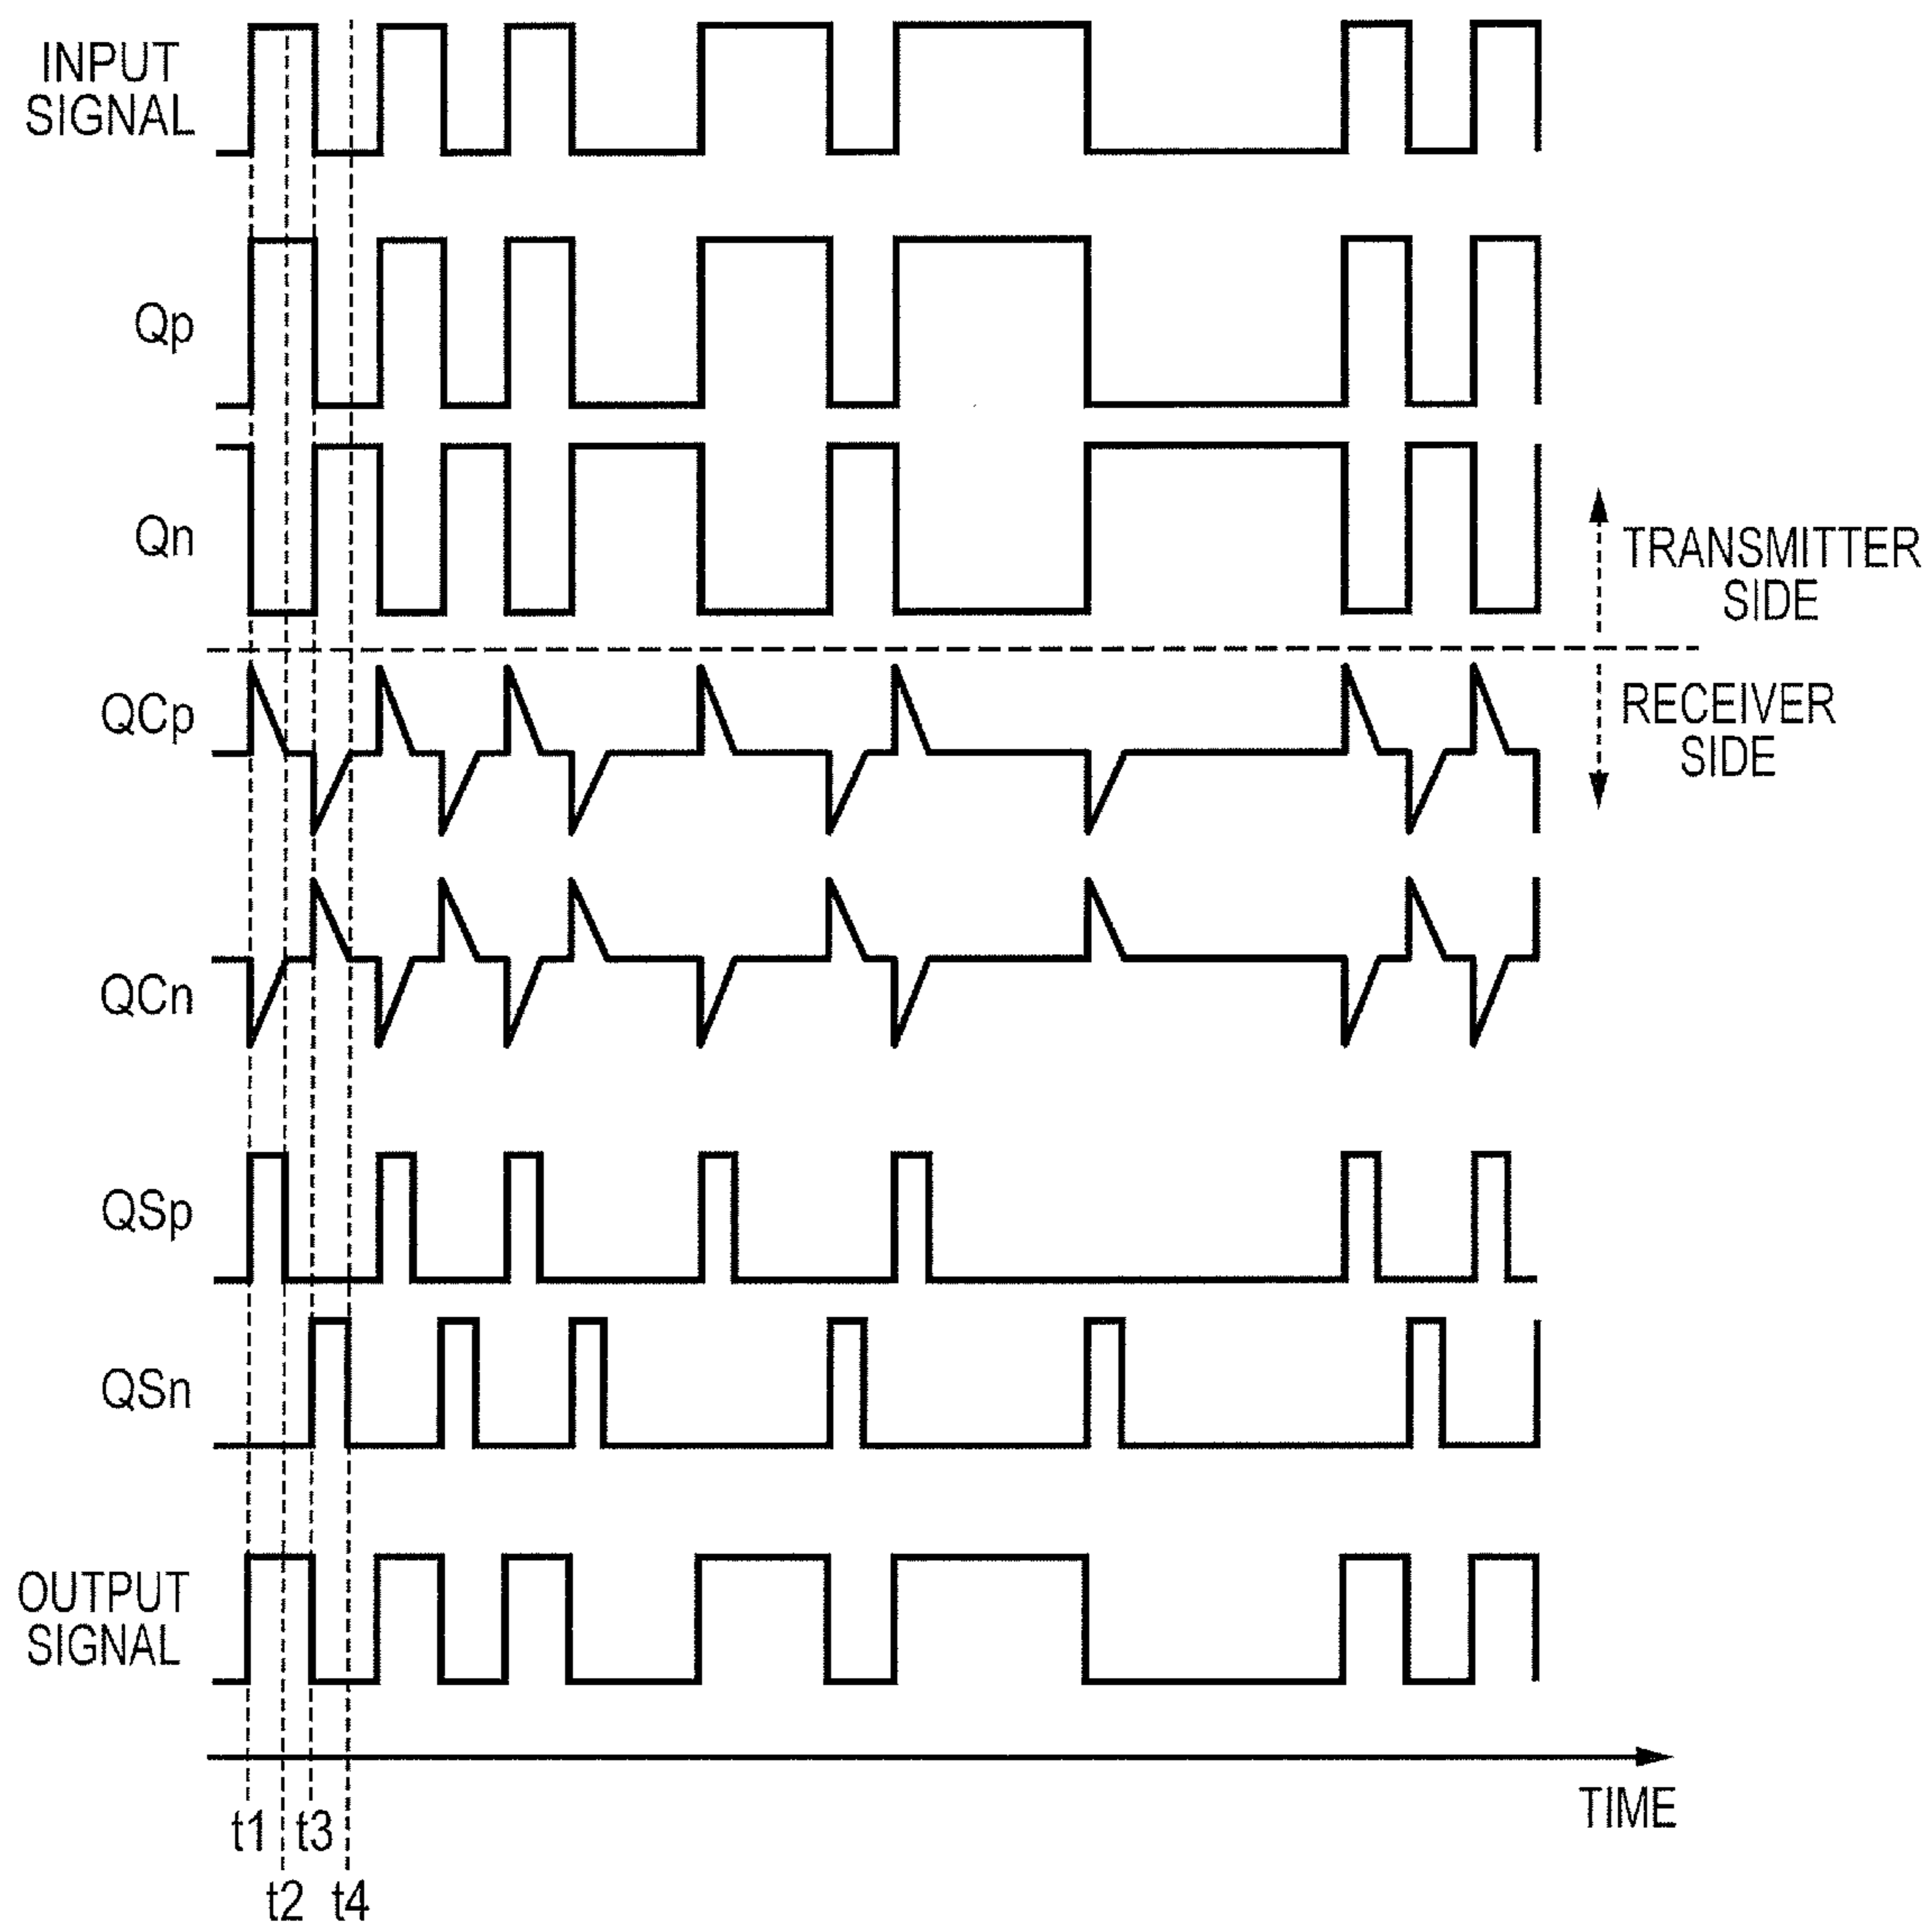 INPUT
SIGNAL
Qp
Qn
TRANSMITTER
SIDE
QCp
RECEIVER
SIDE
QCn
QSp
QSn
OUTPUT
SIGNAL
TIME
t1
t3
t2
t4